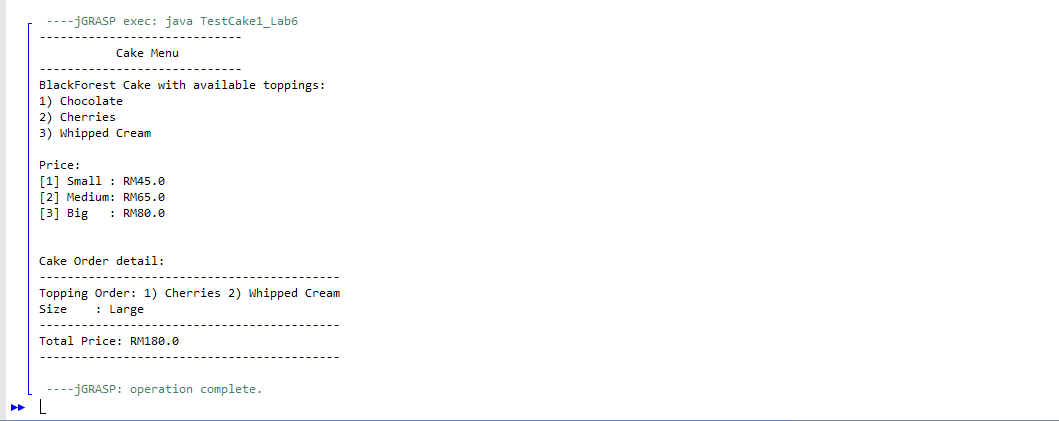 ----jGRASP exec: java TestCake1_Lab6
-----------------------------
           Cake Menu
-----------------------------
BlackForest Cake with available toppings:
1) Chocolate
2) Cherries
3) Whipped Cream
Price:
[1] Small : RM45.0
[2] Medium: RM65.0
[3] Big   : RM80.0
Cake Order detail:
-------------------------------------------
Topping Order: 1) Cherries 2) Whipped Cream
Size    : Large
-------------------------------------------
Total Price: RM180.0
-------------------------------------------
----jGRASP: operation complete.